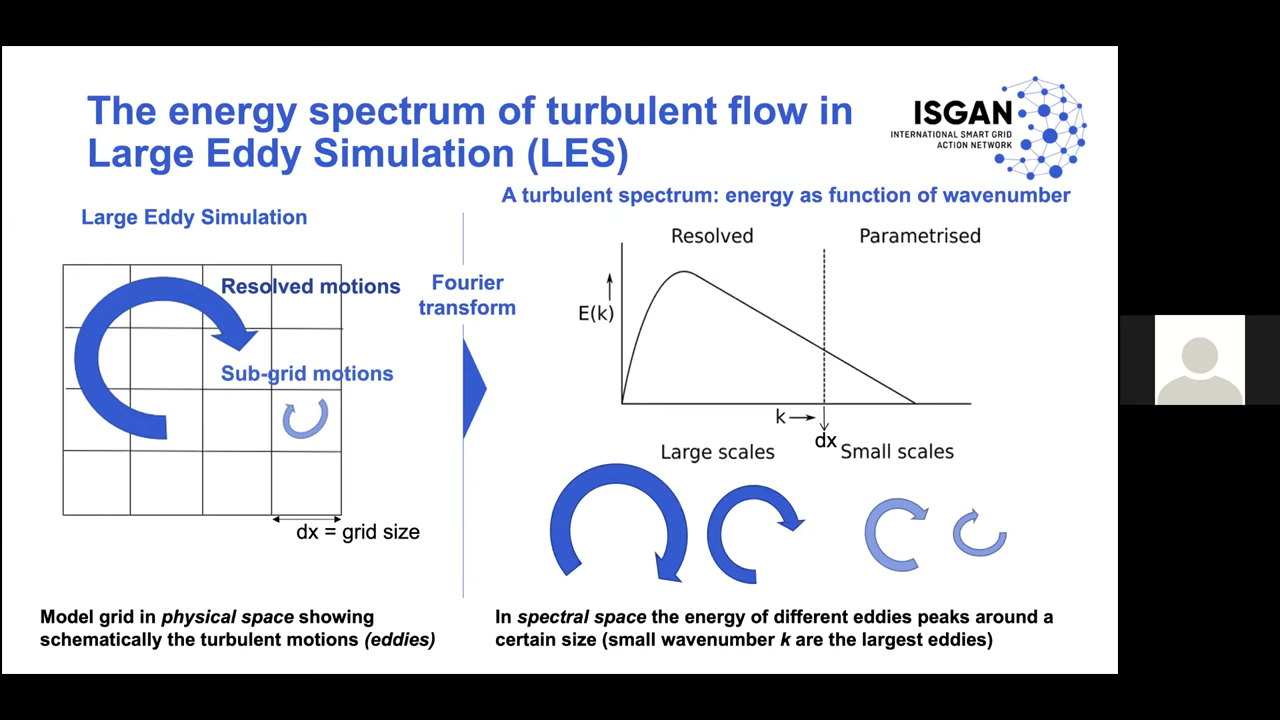 The energy spectrum of turbulent flow in
Large Eddy Simulation (LES)
ISGAN
INTERNATIONAL SMART GRID
ACTION NETWORK
Large Eddy Simulation
Resolved motions
Sub-grid motions
dx = grid size
Model grid in physical space showing
schematically the turbulent motions (eddies)
Fourier
transform
A turbulent spectrum: energy as function of wavenumber
Resolved
Parametrised
E(k)
k
dx
Large scales
Small scales
In spectral space the energy of different eddies peaks around a
certain size (small wavenumber k are the largest eddies)